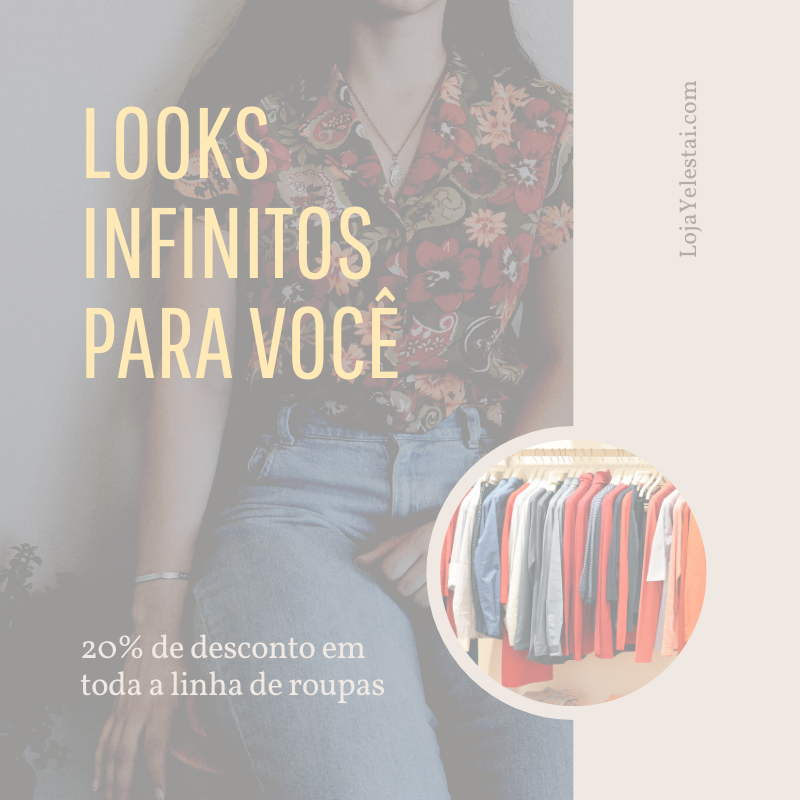 LOOKS
INFINITOS
PARA VOCÊ
20% de desconto em
toda a linha de roupas
LojaYelestai.com